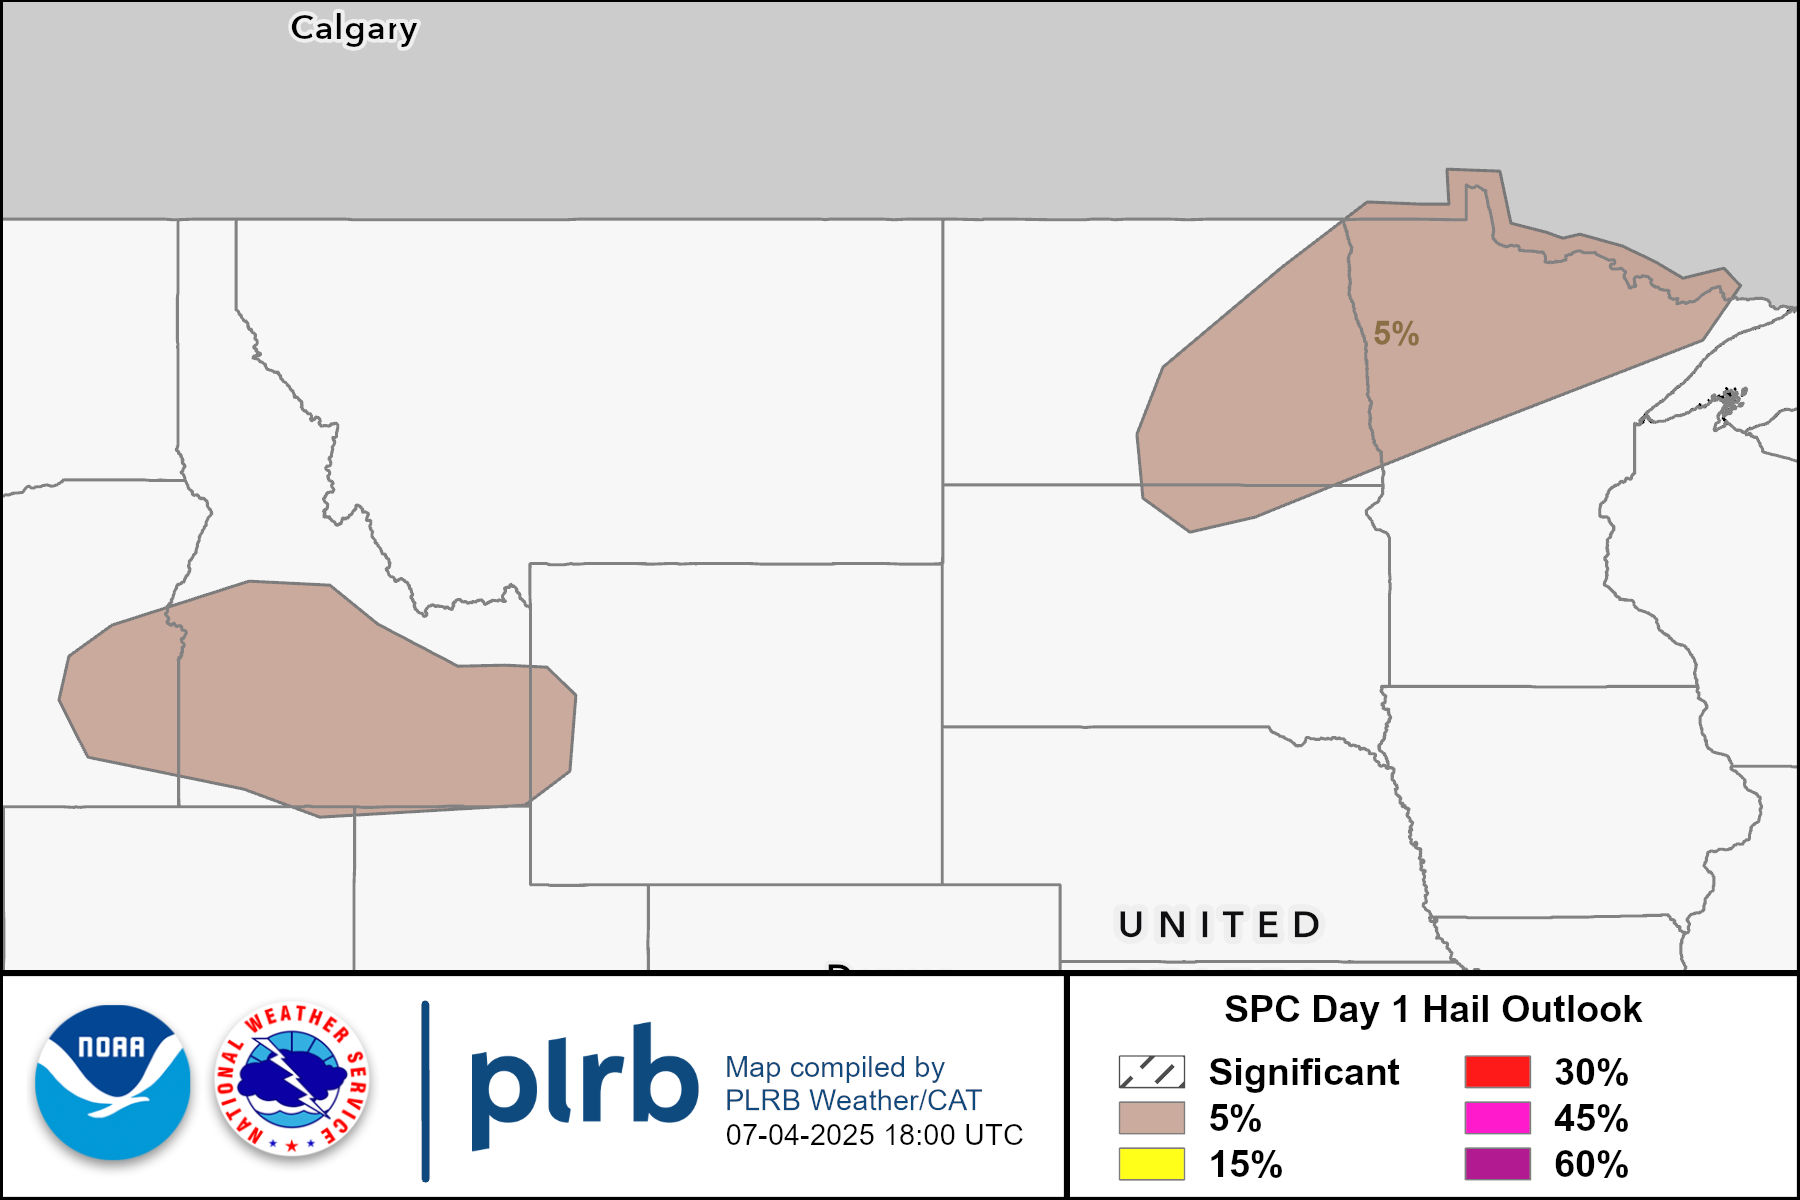 Calgary
5%
UNITED
NOAA
NATIONAL WEATHER SERVICE
plrb
Map compiled by
PLRB Weather/CAT
07-04-2025 18:00 UTC
SPC Day 1 Hail Outlook
Significant
5%
15%
30%
45%
60%